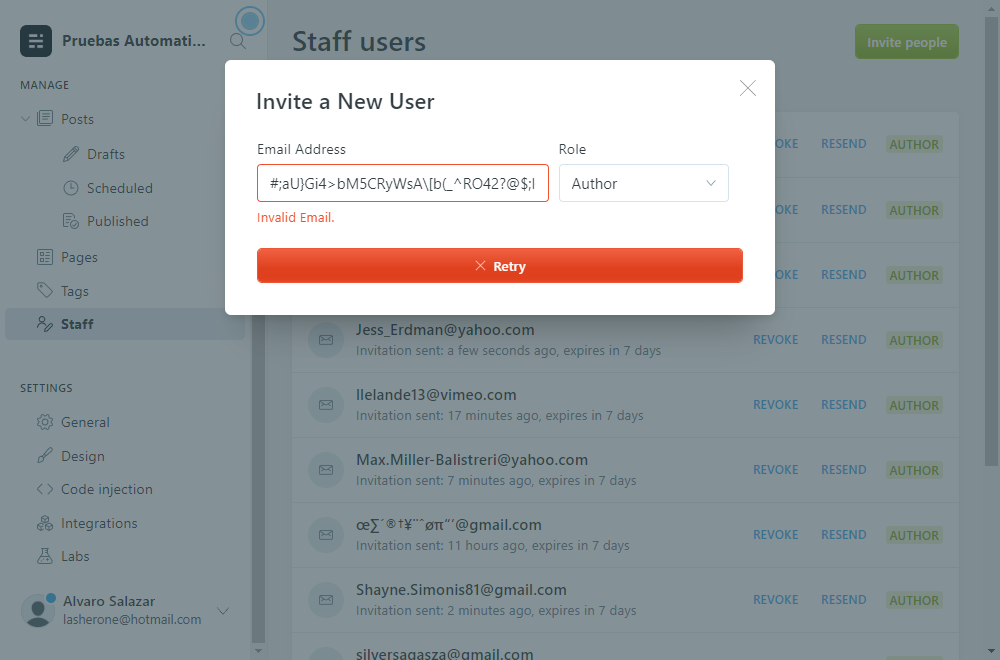 Pruebas Automati...
MANAGE
Posts
Drafts
Scheduled
Published
Pages
Tags
Staff
SETTINGS
General
Design
Code injection
Integrations
Labs
Alvaro Salazar
lasherone@hotmail.com
Staff users
Invite people
Invite a New User
Email Address
Role
#;aU}Gi4>bM5CRyWsA\[b(_^RO42?@$;l
Author
Invalid Email.
Retry
OKE RESEND AUTHOR
OKE RESEND AUTHOR
OKE RESEND AUTHOR
Jess_Erdman@yahoo.com
Invitation sent: a few seconds ago, expires in 7 days
REVOKE RESEND AUTHOR
llelande13@vimeo.com
Invitation sent: 17 minutes ago, expires in 7 days
REVOKE RESEND AUTHOR
Max.Miller-Balistreri@yahoo.com
Invitation sent: 7 minutes ago, expires in 7 days
REVOKE RESEND AUTHOR
œ∑´®†¥¨ˆøπ“‘@gmail.com
Invitation sent: 11 hours ago, expires in 7 days
REVOKE RESEND AUTHOR
Shayne.Simonis81@gmail.com
Invitation sent: 2 minutes ago, expires in 7 days
REVOKE RESEND AUTHOR
silversagasza@gmail.com